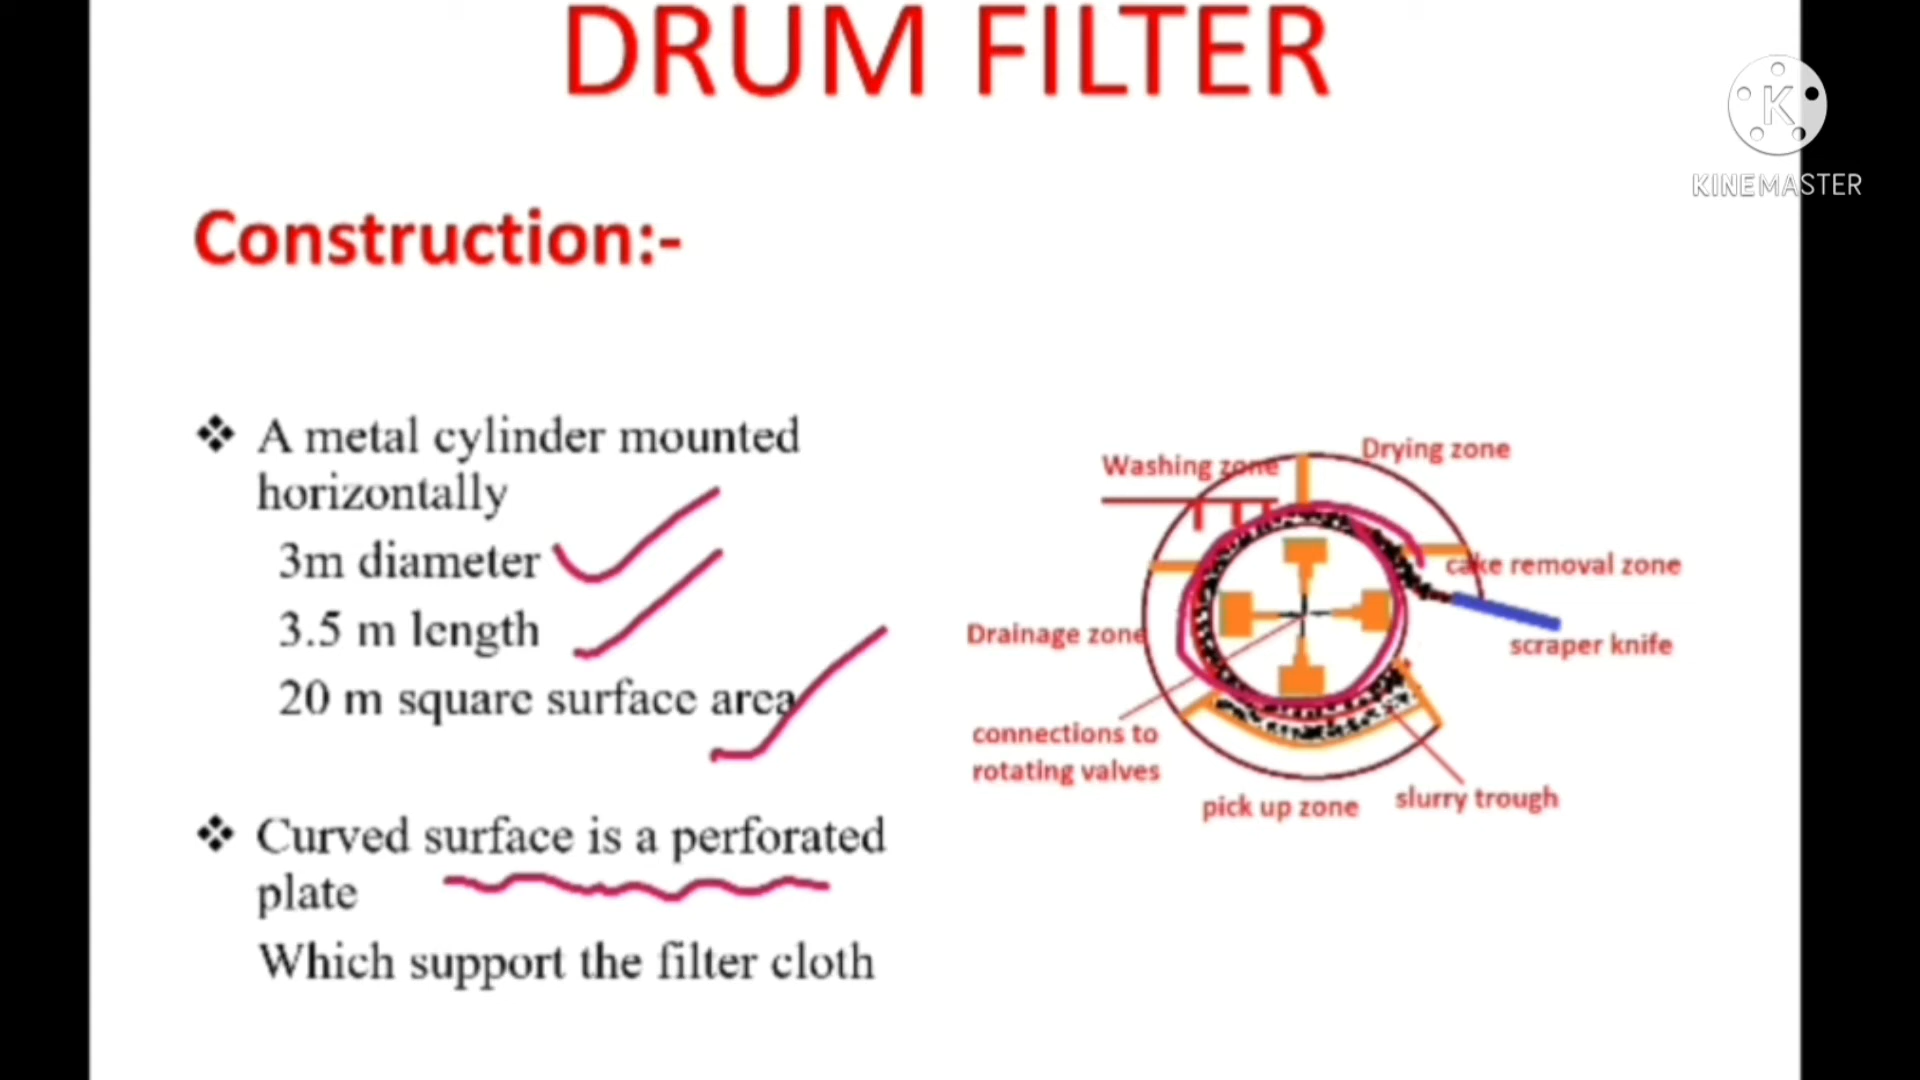 DRUM FILTER
K
KINEMASTER
Construction:-
❖ A metal cylinder mounted
horizontally
3m diameter
3.5 m length
20 m square surface area
❖ Curved surface is a perforated
plate
Which support the filter cloth
Drying zone
Washing zone
cake removal zone
Drainage zone
scraper knife
connections to
rotating valves
pick up zone
slurry trough